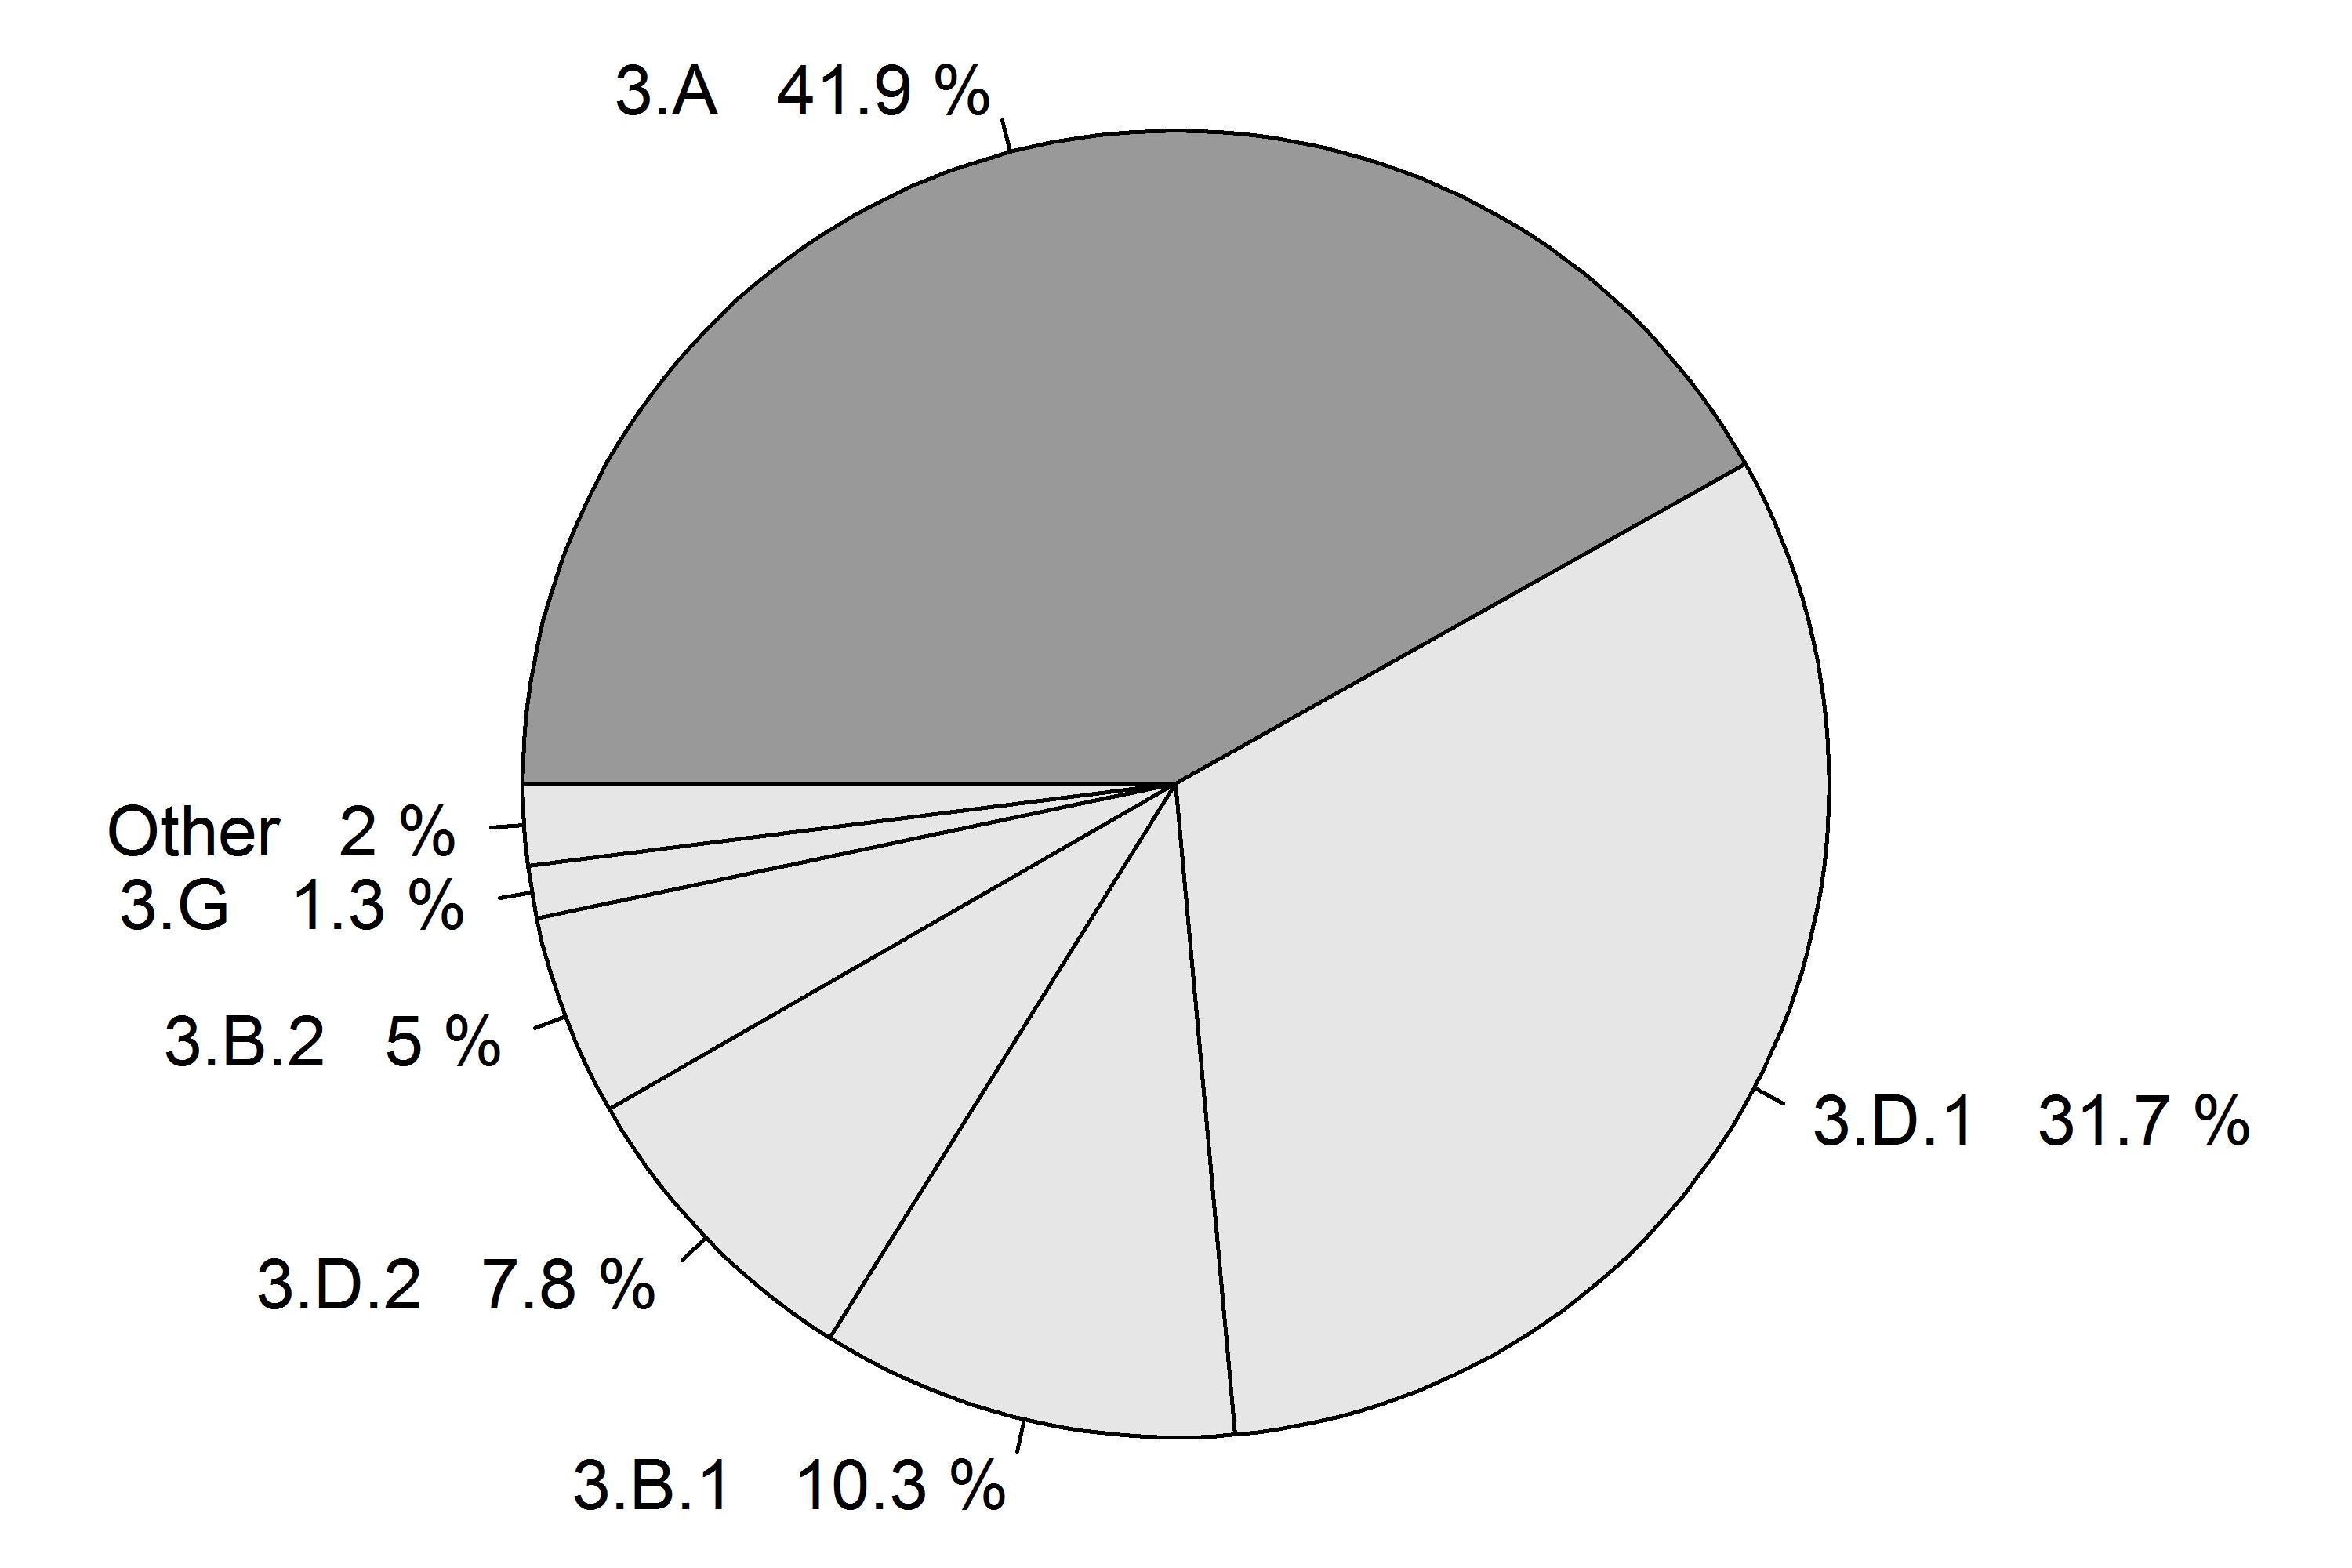 3.A 41.9 %
Other 2 %
3.G 1.3 %
3.B.2 5 %
3.D.1 31.7 %
3.D.2 7.8 %
3.B.1 10.3 %